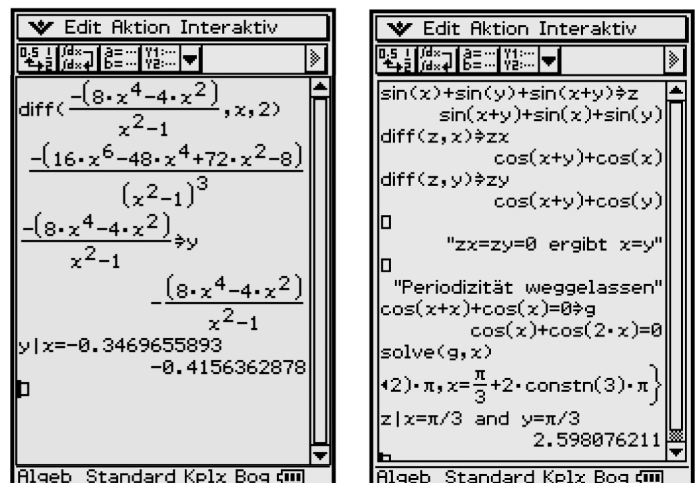 Edit Aktion Interaktiv
diff(-(8·x^4-4·x^2)/(x^2-1),x,2)
-(16·x^6-48·x^4+72·x^2-8)/(x^2-1)^3
-(8·x^4-4·x^2)/(x^2-1)⇒y
-(8·x^4-4·x^2)/(x^2-1)
y|x=-0.3469655893
-0.4156362878
Algeb Standard Kplx Bog
Edit Aktion Interaktiv
sin(x)+sin(y)+sin(x+y)⇒z
sin(x+y)+sin(x)+sin(y)
diff(z,x)⇒zx
cos(x+y)+cos(x)
diff(z,y)⇒zy
cos(x+y)+cos(y)
"zx=zy=0 ergibt x=y"
"Periodizität weggelassen"
cos(x+x)+cos(x)=0⇒g
cos(x)+cos(2·x)=0
solve(g,x)
2)·π,x=π/3+2·constn(3)·π}
z|x=π/3 and y=π/3
2.598076211
Algeb Standard Kplx Bog